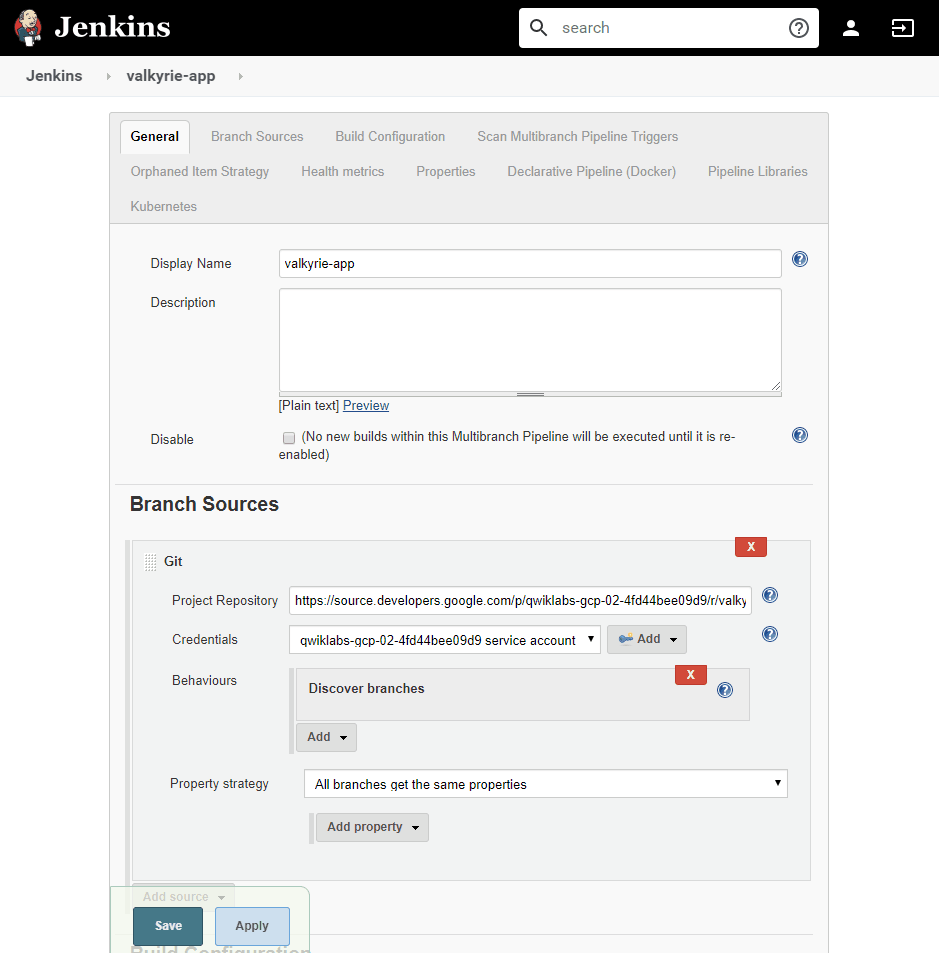 Jenkins
search
Jenkins
valkyrie-app
General
Branch Sources
Build Configuration
Scan Multibranch Pipeline Triggers
Orphaned Item Strategy
Health metrics
Properties
Declarative Pipeline (Docker)
Pipeline Libraries
Kubernetes
Display Name
valkyrie-app
Description
[Plain text] Preview
Disable
(No new builds within this Multibranch Pipeline will be executed until it is re-
enabled)
Branch Sources
X
Git
Project Repository
https://source.developers.google.com/p/qwiklabs-gcp-02-4fd44bee09d9/r/valky
Credentials
qwiklabs-gcp-02-4fd44bee09d9 service account
Add
Behaviours
X
Discover branches
Add
Property strategy
All branches get the same properties
Add property
Add source
Save
Apply
Build Configuration